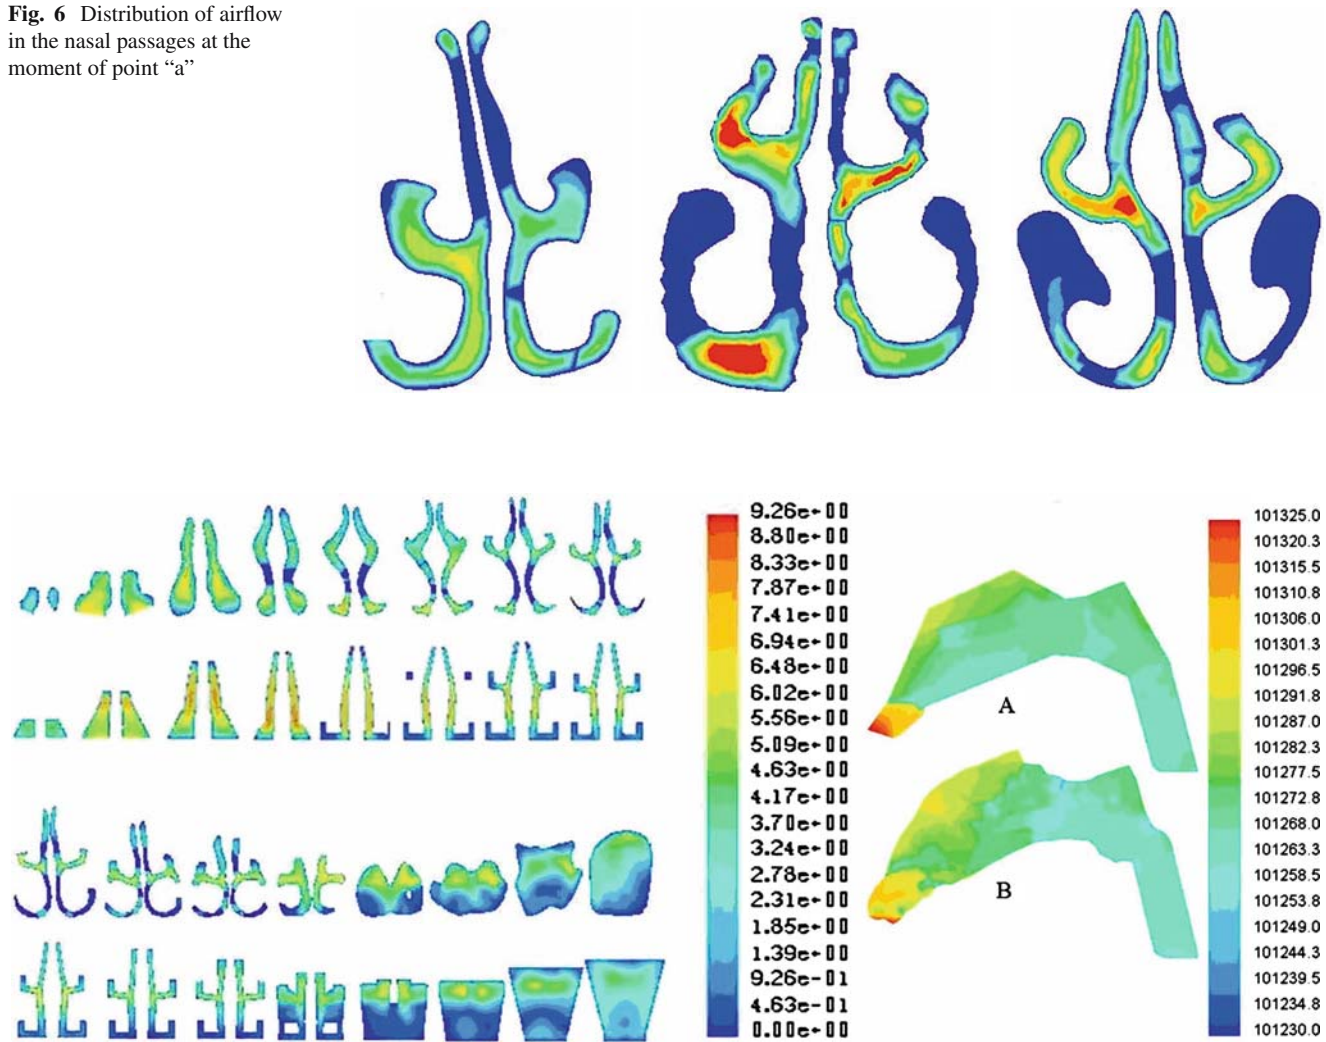 Fig. 6 Distribution of airflow
in the nasal passages at the
moment of point “a”
9.26e+00
8.80e+00
8.33e+00
7.87e+00
7.41e+00
6.94e+00
6.48e+00
6.02e+00
5.56e+00
5.09e+00
4.63e+00
4.17e+00
3.70e+00
3.24e+00
2.78e+00
2.31e+00
1.85e+00
1.39e+00
9.26e-01
4.63e-01
0.00e+00
A
B
101325.0
101320.3
101315.5
101310.8
101306.0
101301.3
101296.5
101291.8
101287.0
101282.3
101277.5
101272.8
101268.0
101263.3
101258.5
101253.8
101249.0
101244.3
101239.5
101234.8
101230.0